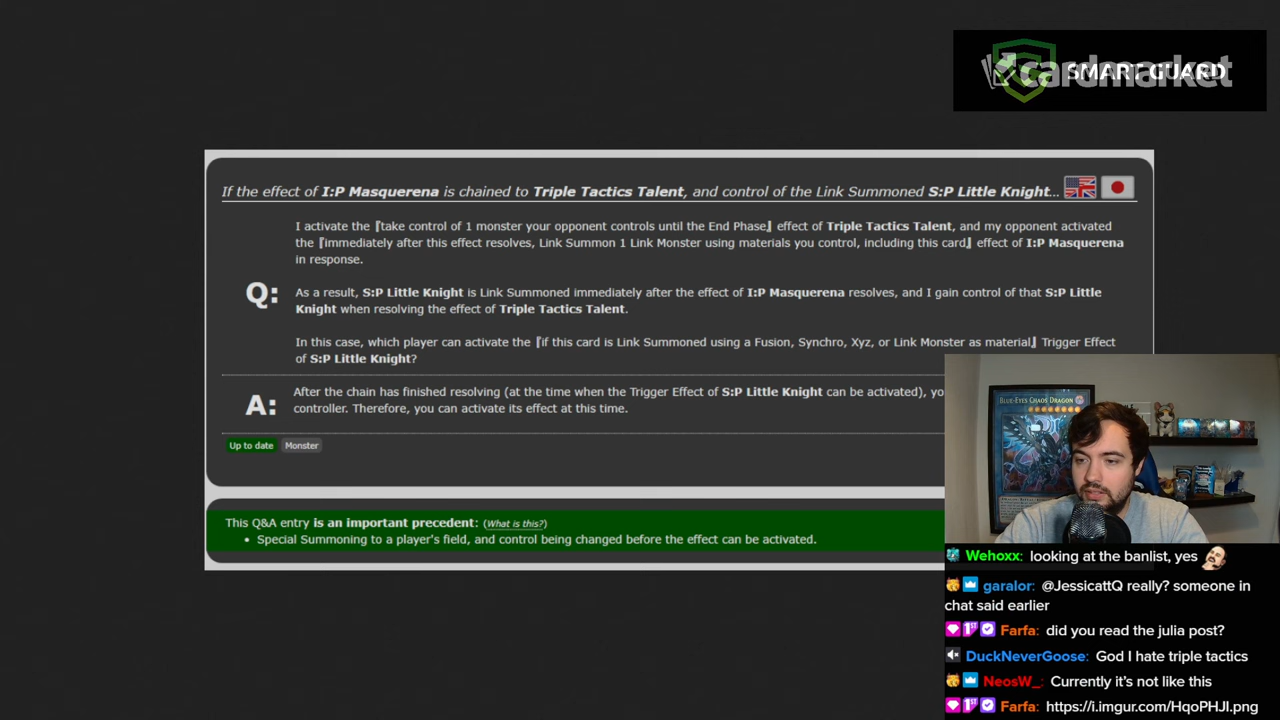 cardmarket
SMART GUARD
If the effect of I:P Masquerena is chained to Triple Tactics Talent, and control of the Link Summoned S:P Little Knight...
I activate the『take control of 1 monster your opponent controls until the End Phase』effect of Triple Tactics Talent, and my opponent activated
the『immediately after this effect resolves, Link Summon 1 Link Monster using materials you control, including this card』effect of I:P Masquerena
in response.
Q:
As a result, S:P Little Knight is Link Summoned immediately after the effect of I:P Masquerena resolves, and I gain control of that S:P Little
Knight when resolving the effect of Triple Tactics Talent.
In this case, which player can activate the『if this card is Link Summoned using a Fusion, Synchro, Xyz, or Link Monster as material』Trigger Effect
of S:P Little Knight?
A:
After the chain has finished resolving (at the time when the Trigger Effect of S:P Little Knight can be activated), yo
controller. Therefore, you can activate its effect at this time.
Up to date Monster
This Q&A entry is an important precedent: (What is this?)
• Special Summoning to a player's field, and control being changed before the effect can be activated.
BLUE-EYES CHAOS DRAGON
Wehoxx: looking at the banlist, yes
garalor: @JessicattQ really? someone in
chat said earlier
Farfa: did you read the julia post?
DuckNeverGoose: God I hate triple tactics
NeosW_: Currently it's not like this
Farfa: https://i.imgur.com/HqoPHJI.png